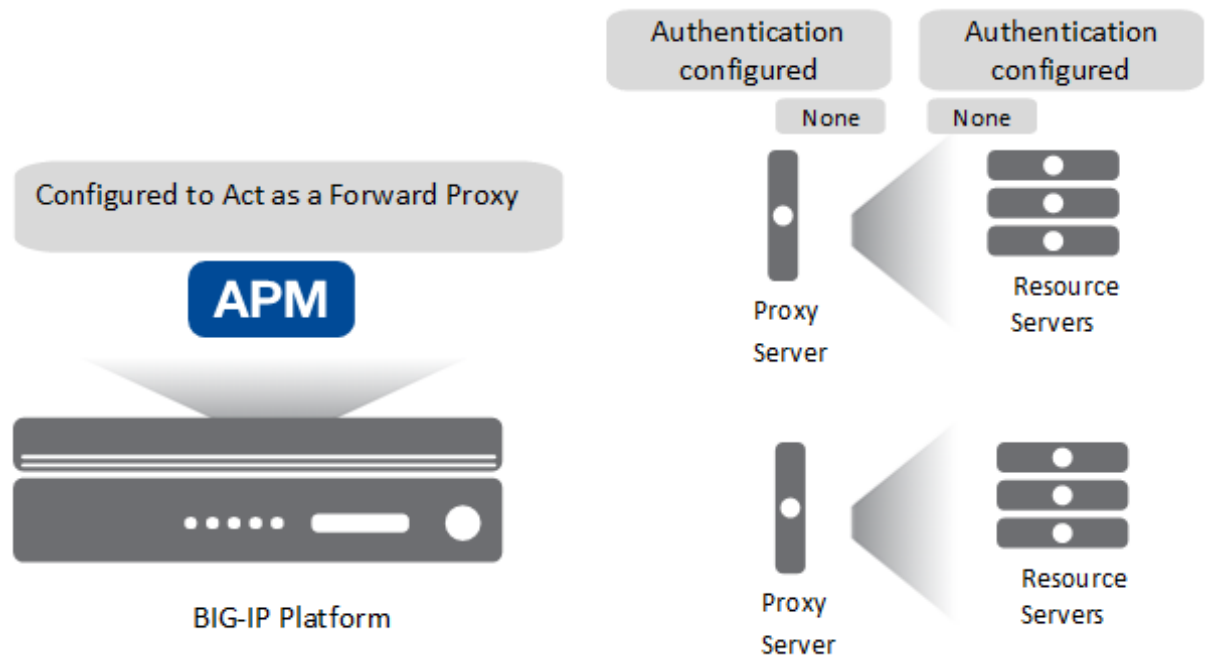 Authentication
configured
Authentication
configured
None
None
Configured to Act as a Forward Proxy
APM
Proxy
Server
Resource
Servers
BIG-IP Platform
Proxy
Server
Resource
Servers